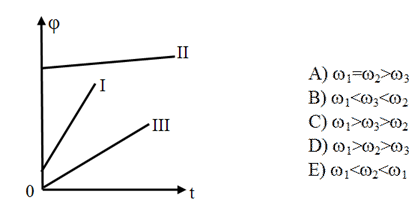 φ
II
I
III
0
t
A) ω₁=ω₂>ω₃
B) ω₁<ω₃<ω₂
C) ω₁>ω₃>ω₂
D) ω₁>ω₂>ω₃
E) ω₁<ω₂<ω₁